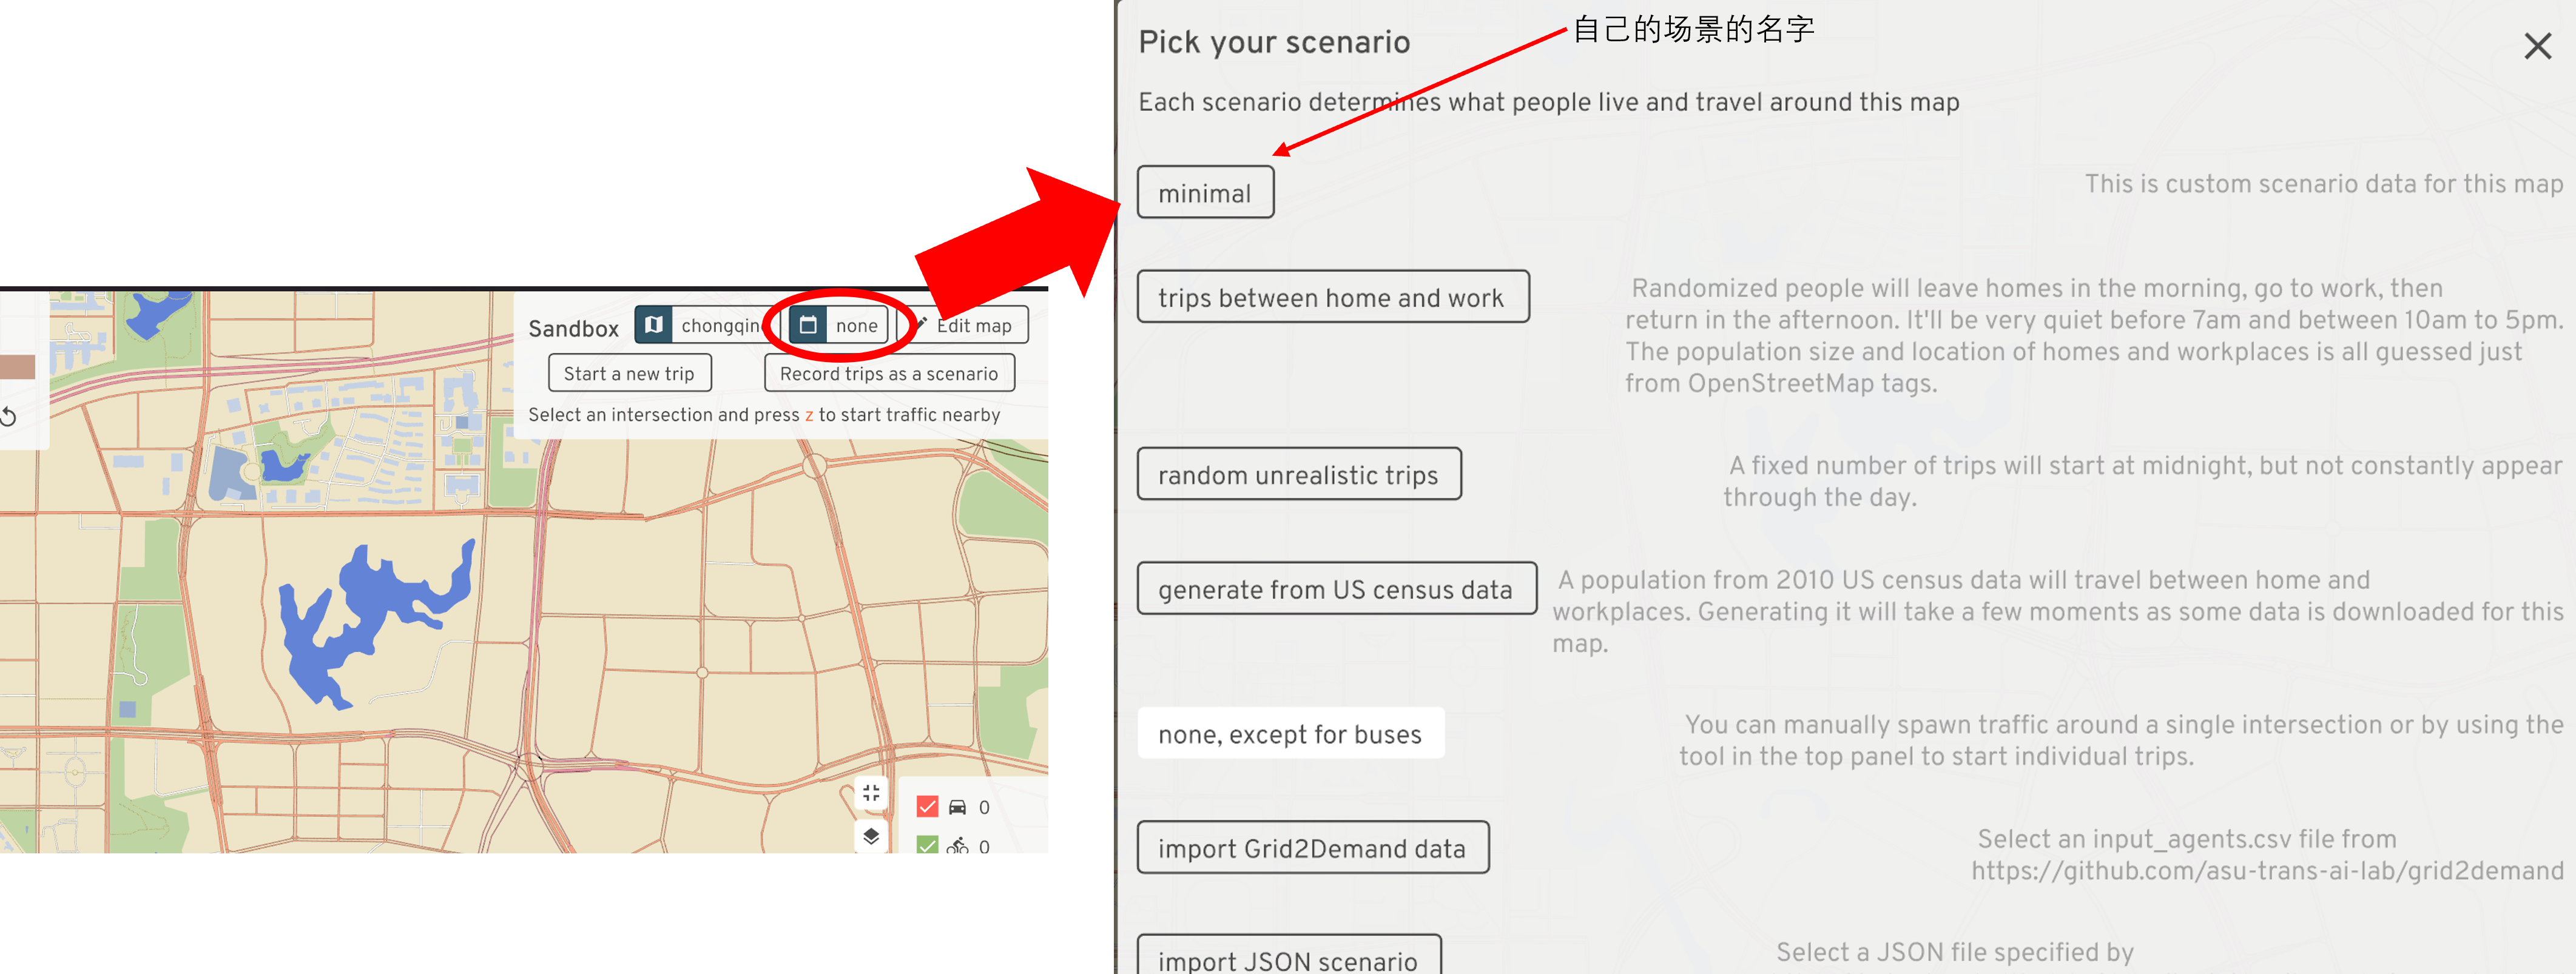 Sandbox
chongqin
none
Edit map
Start a new trip
Record trips as a scenario
Select an intersection and press z to start traffic nearby
0
0
自己的场景的名字
Pick your scenario
Each scenario determines what people live and travel around this map
minimal
This is custom scenario data for this map
trips between home and work
Randomized people will leave homes in the morning, go to work, then
return in the afternoon. It'll be very quiet before 7am and between 10am to 5pm.
The population size and location of homes and workplaces is all guessed just
from OpenStreetMap tags.
random unrealistic trips
A fixed number of trips will start at midnight, but not constantly appear
through the day.
generate from US census data
A population from 2010 US census data will travel between home and
workplaces. Generating it will take a few moments as some data is downloaded for this
map.
none, except for buses
You can manually spawn traffic around a single intersection or by using the
tool in the top panel to start individual trips.
import Grid2Demand data
Select an input_agents.csv file from
https://github.com/asu-trans-ai-lab/grid2demand
import JSON scenario
Select a JSON file specified by